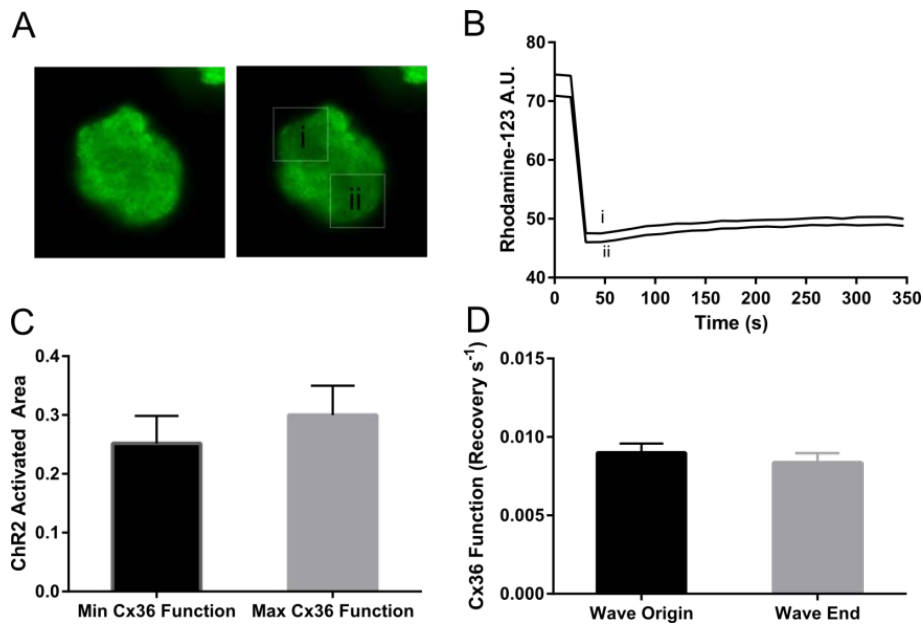 A
i
ii
B
Rhodamine-123 A.U.
80
70
60
50
40
i
ii
0 50 100 150 200 250 300 350
Time (s)
C
ChR2 Activated Area
0.4
0.3
0.2
0.1
0.0
Min Cx36 Function Max Cx36 Function
D
Cx36 Function (Recovery s⁻¹)
0.015
0.010
0.005
0.000
Wave Origin Wave End